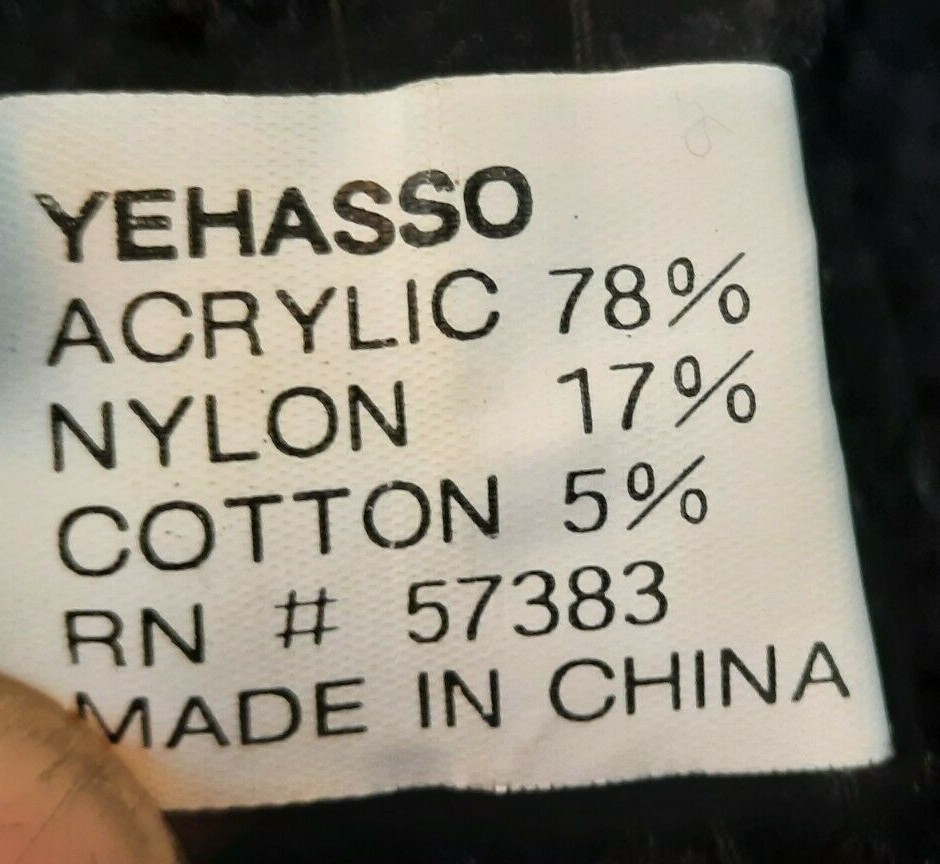 YEHASSO
ACRYLIC 78%
NYLON 17%
COTTON 5%
RN # 57383
MADE IN CHINA